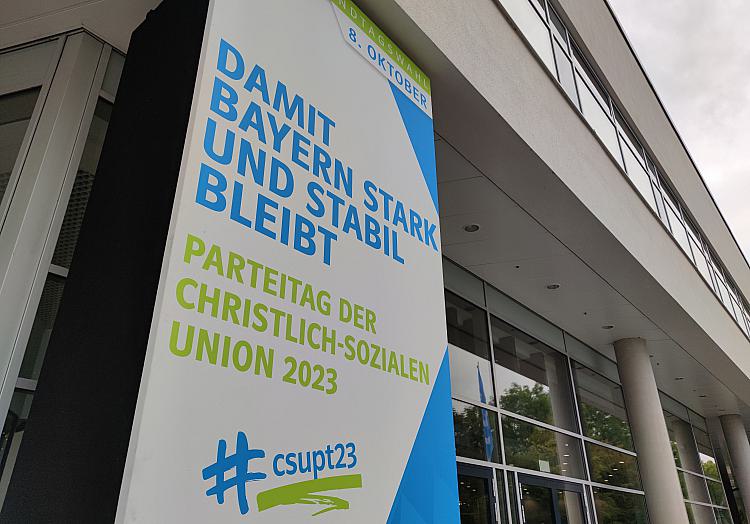 8. OKTOBER
DAMIT
BAYERN STARK
UND STABIL
BLEIBT
PARTEITAG DER
CHRISTLICH-SOZIALEN
UNION 2023
#csupt23